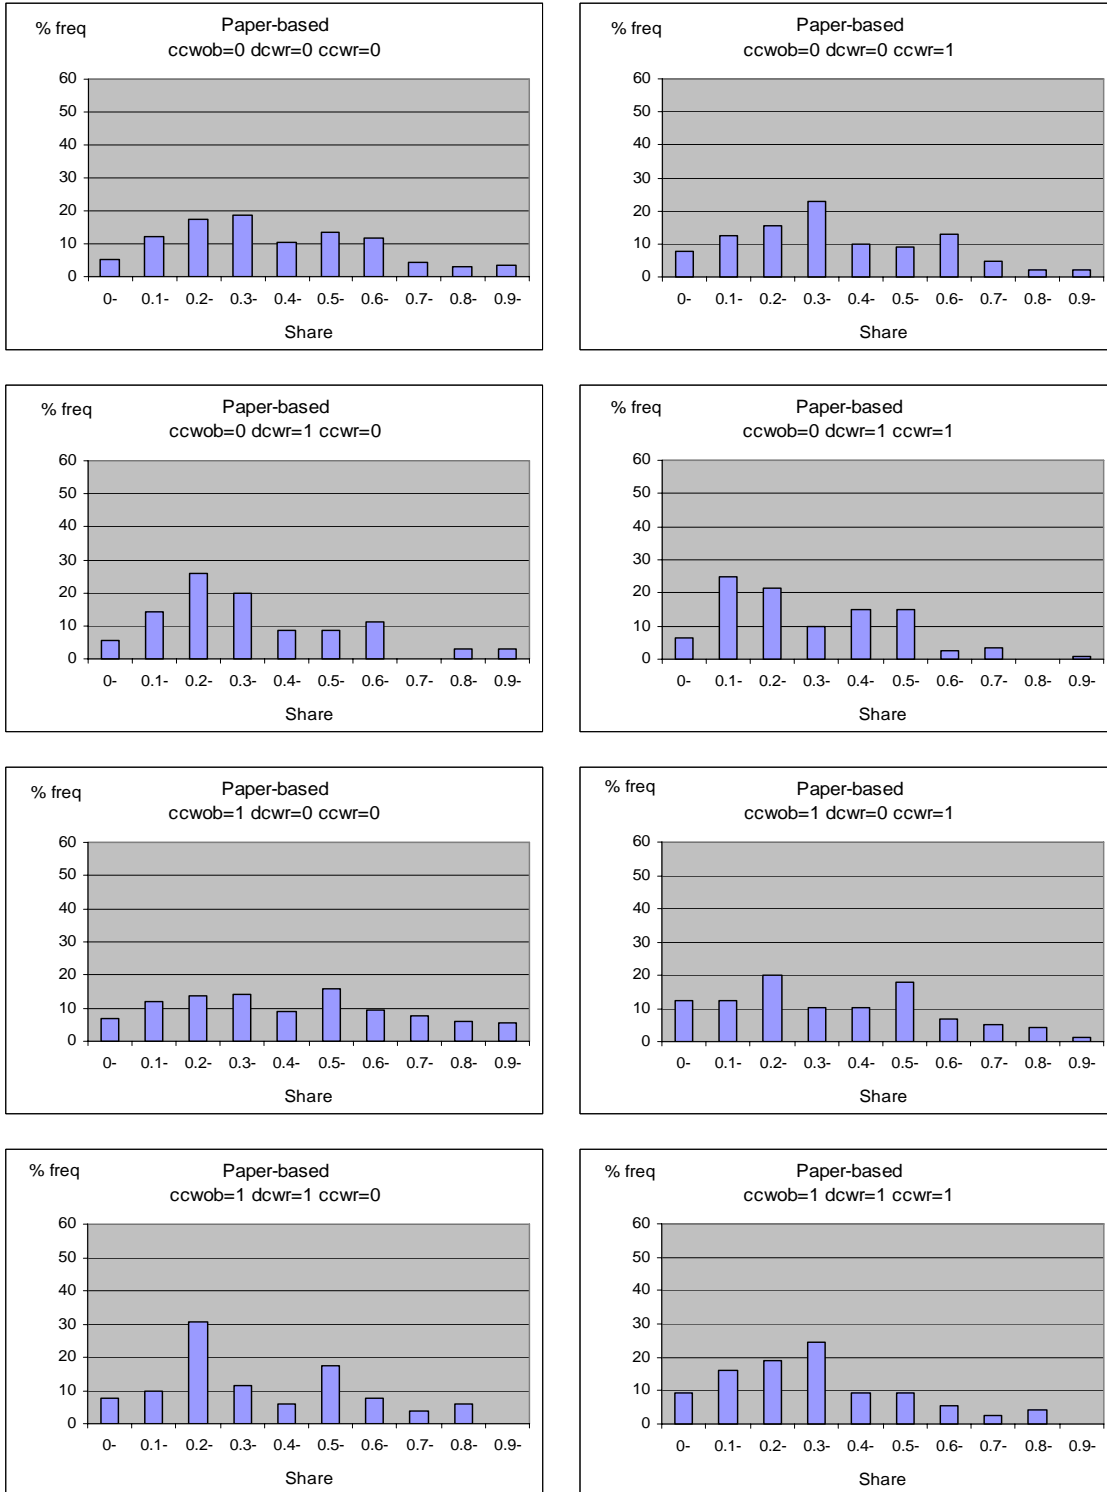 % freq
Paper-based
ccwob=0 dcwr=0 ccwr=0
60
50
40
30
20
10
0
0- 0.1- 0.2- 0.3- 0.4- 0.5- 0.6- 0.7- 0.8- 0.9-
Share
% freq
Paper-based
ccwob=0 dcwr=0 ccwr=1
60
50
40
30
20
10
0
0- 0.1- 0.2- 0.3- 0.4- 0.5- 0.6- 0.7- 0.8- 0.9-
Share
% freq
Paper-based
ccwob=0 dcwr=1 ccwr=0
60
50
40
30
20
10
0
0- 0.1- 0.2- 0.3- 0.4- 0.5- 0.6- 0.7- 0.8- 0.9-
Share
% freq
Paper-based
ccwob=0 dcwr=1 ccwr=1
60
50
40
30
20
10
0
0- 0.1- 0.2- 0.3- 0.4- 0.5- 0.6- 0.7- 0.8- 0.9-
Share
% freq
Paper-based
ccwob=1 dcwr=0 ccwr=0
60
50
40
30
20
10
0
0- 0.1- 0.2- 0.3- 0.4- 0.5- 0.6- 0.7- 0.8- 0.9-
Share
% freq
Paper-based
ccwob=1 dcwr=0 ccwr=1
60
50
40
30
20
10
0
0- 0.1- 0.2- 0.3- 0.4- 0.5- 0.6- 0.7- 0.8- 0.9-
Share
% freq
Paper-based
ccwob=1 dcwr=1 ccwr=0
60
50
40
30
20
10
0
0- 0.1- 0.2- 0.3- 0.4- 0.5- 0.6- 0.7- 0.8- 0.9-
Share
% freq
Paper-based
ccwob=1 dcwr=1 ccwr=1
60
50
40
30
20
10
0
0- 0.1- 0.2- 0.3- 0.4- 0.5- 0.6- 0.7- 0.8- 0.9-
Share